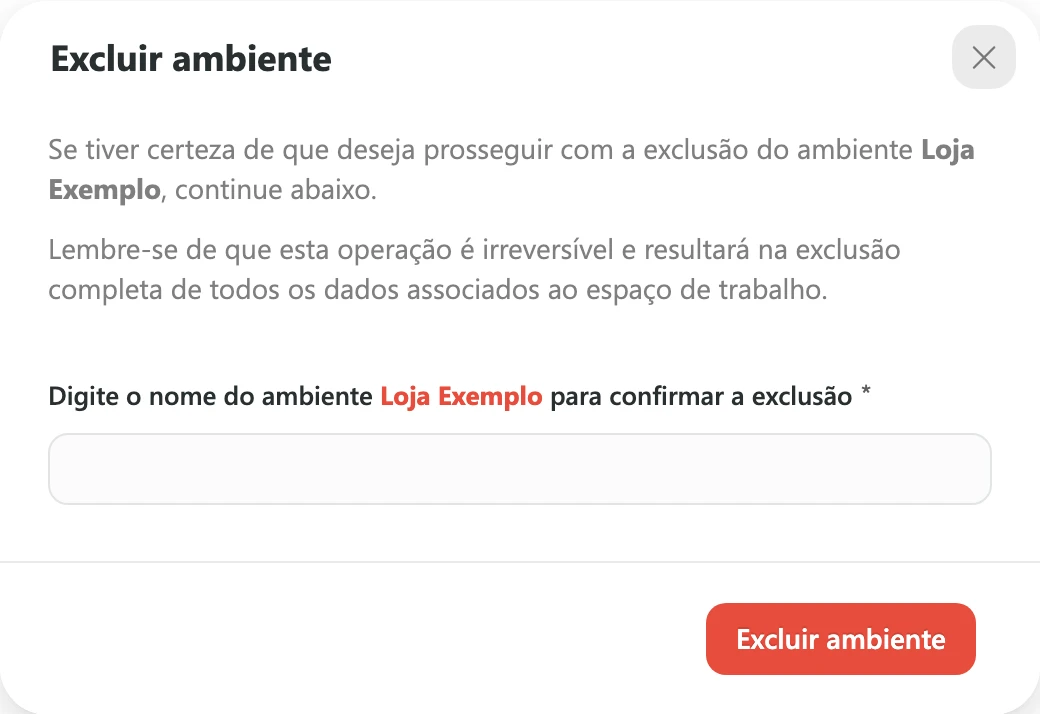 Excluir ambiente
Se tiver certeza de que deseja prosseguir com a exclusão do ambiente Loja
Exemplo, continue abaixo.
Lembre-se de que esta operação é irreversível e resultará na exclusão
completa de todos os dados associados ao espaço de trabalho.
Digite o nome do ambiente Loja Exemplo para confirmar a exclusão *
Excluir ambiente